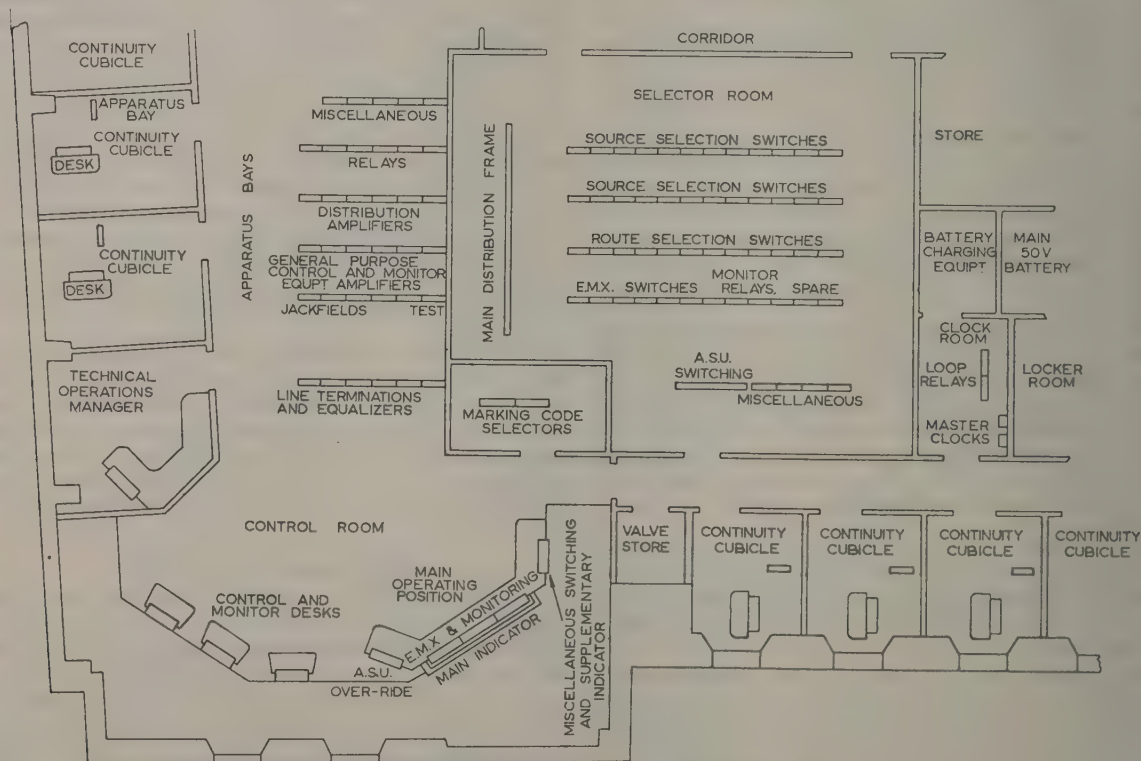 CONTINUITY
CUBICLE
APPARATUS
BAY
CONTINUITY
CUBICLE
DESK
CONTINUITY
CUBICLE
DESK
TECHNICAL
OPERATIONS
MANAGER
APPARATUS BAYS
MISCELLANEOUS
RELAYS
DISTRIBUTION
AMPLIFIERS
GENERAL PURPOSE
CONTROL AND MONITOR
EQUPT AMPLIFIERS
JACKFIELDS TEST
LINE TERMINATIONS
AND EQUALIZERS
MAIN DISTRIBUTION FRAME
CORRIDOR
SELECTOR ROOM
SOURCE SELECTION SWITCHES
SOURCE SELECTION SWITCHES
ROUTE SELECTION SWITCHES
MONITOR
E.M.X. SWITCHES RELAYS, SPARE
A.S.U.
SWITCHING
MISCELLANEOUS
MARKING CODE
SELECTORS
STORE
BATTERY
CHARGING
EQUIPT
MAIN
50V
BATTERY
CLOCK
ROOM
LOOP
RELAYS
MASTER
CLOCKS
LOCKER
ROOM
CONTROL ROOM
CONTROL AND
MONITOR DESKS
MAIN
OPERATING
POSITION
E.M.X & MONITORING
MAIN INDICATOR
A.S.U.
OVER-RIDE
MISCELLANEOUS SWITCHING
AND SUPPLEMENTARY
INDICATOR
VALVE
STORE
CONTINUITY
CUBICLE
CONTINUITY
CUBICLE
CONTINUITY
CUBICLE
CONTINUITY
CUBICLE